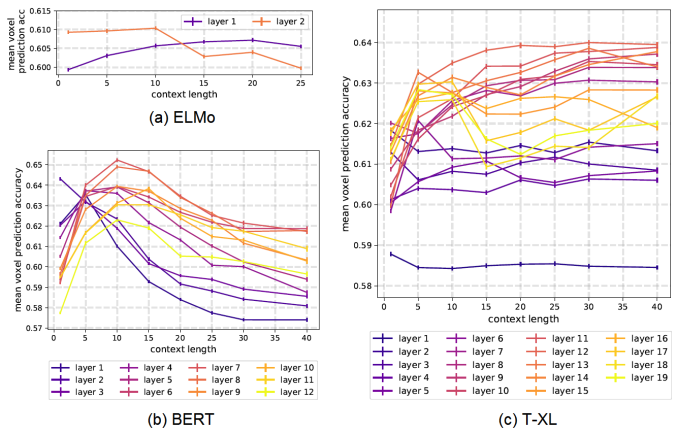 mean voxel
prediction acc
0.615
0.610
0.605
0.600
0 5 10 15 20 25
context length
layer 1 layer 2
(a) ELMo
mean voxel prediction accuracy
0.65
0.64
0.63
0.62
0.61
0.60
0.59
0.58
0.57
0 5 10 15 20 25 30 35 40
context length
layer 1 layer 4 layer 7 layer 10
layer 2 layer 5 layer 8 layer 11
layer 3 layer 6 layer 9 layer 12
(b) BERT
mean voxel prediction accuracy
0.64
0.63
0.62
0.61
0.60
0.59
0.58
0 5 10 15 20 25 30 35 40
context length
layer 1 layer 6 layer 11 layer 16
layer 2 layer 7 layer 12 layer 17
layer 3 layer 8 layer 13 layer 18
layer 4 layer 9 layer 14 layer 19
layer 5 layer 10 layer 15
(c) T-XL